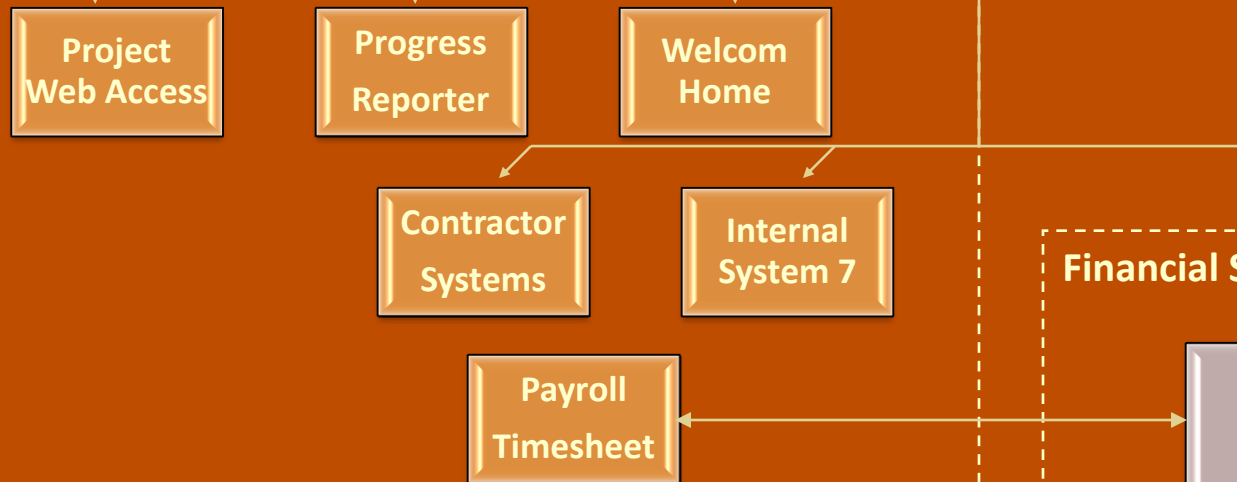 Project
Web Access
Progress
Reporter
Welcom
Home
Contractor
Systems
Internal
System 7
Financial
Payroll
Timesheet